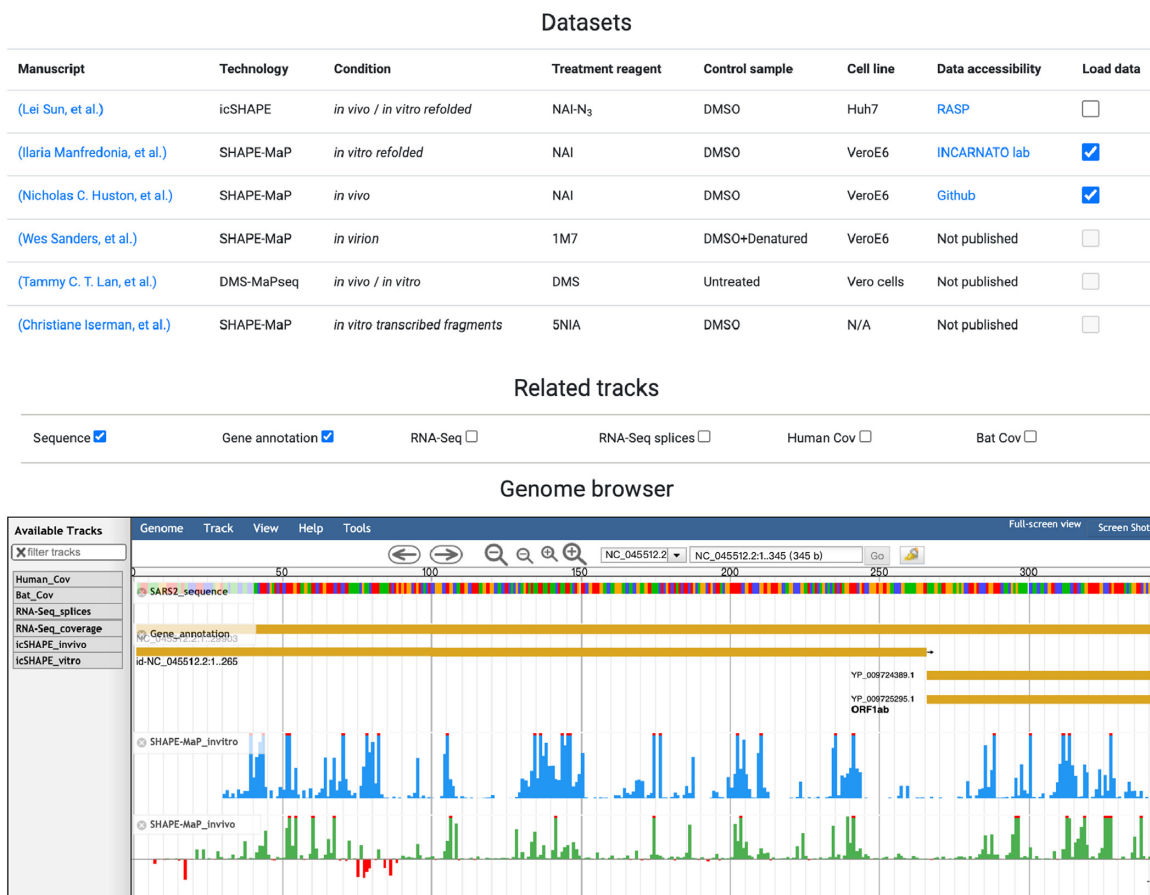 Datasets
Manuscript Technology Condition Treatment reagent Control sample Cell line Data accessibility Load data
(Lei Sun, et al.) icSHAPE in vivo / in vitro refolded NAI-N3 DMSO Huh7 RASP
(Ilaria Manfredonia, et al.) SHAPE-MaP in vitro refolded NAI DMSO VeroE6 INCARNATO lab
(Nicholas C. Huston, et al.) SHAPE-MaP in vivo NAI DMSO VeroE6 Github
(Wes Sanders, et al.) SHAPE-MaP in virion 1M7 DMSO+Denatured VeroE6 Not published
(Tammy C. T. Lan, et al.) DMS-MaPseq in vivo / in vitro DMS Untreated Vero cells Not published
(Christiane Iserman, et al.) SHAPE-MaP in vitro transcribed fragments 5NIA DMSO N/A Not published
Related tracks
Sequence Gene annotation RNA-Seq RNA-Seq splices Human Cov Bat Cov
Genome browser
Available Tracks
filter tracks
Human_Cov
Bat_Cov
RNA-Seq_splices
RNA-Seq_coverage
icSHAPE_invivo
icSHAPE_vitro
Genome Track View Help Tools Full-screen view Screen Shot
NC_045512.2 NC_045512.2:1..345 (345 b) Go
50 100 150 200 250 300
SARS2_sequence
Gene_annotation
NC_045512.2:1..29903
id-NC_045512.2:1..265
YP_009724389.1
YP_009725295.1
ORF1ab
SHAPE-MaP_invitro
SHAPE-MaP_invivo